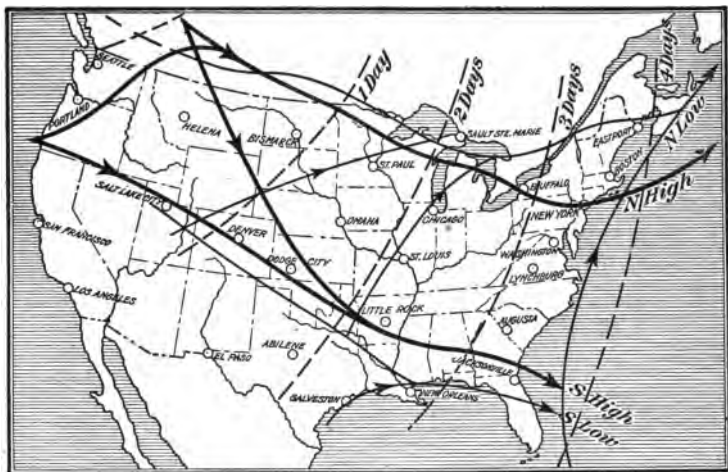 SEATTLE
PORTLAND
HELENA
BISMARCK
1 Day
2 Days
3 Days
4 Days
SAULT STE. MARIE
ST. PAUL
EASTPORT
N Low
BOSTON
BUFFALO
N High
NEW YORK
SALT LAKE CITY
OMAHA
CHICAGO
SAN FRANCISCO
DENVER
DODGE CITY
ST. LOUIS
WASHINGTON
LYNCHBURG
LOS ANGELES
LITTLE ROCK
AUGUSTA
EL PASO
ABILENE
JACKSONVILLE
GALVESTON
NEW ORLEANS
S High
S Low